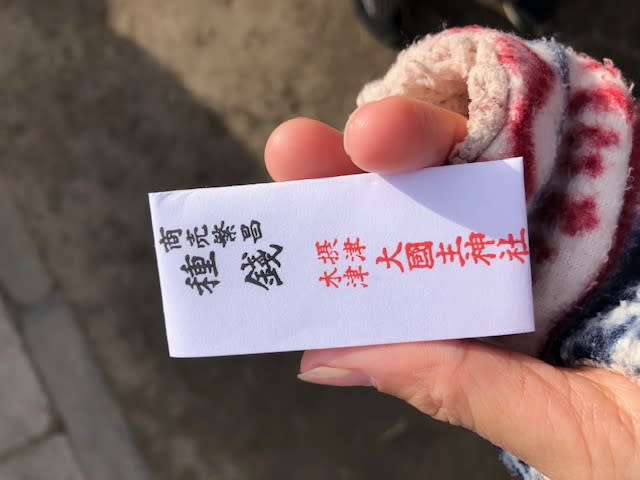 商売繁昌
種銭
摂津
木津
大國主神社